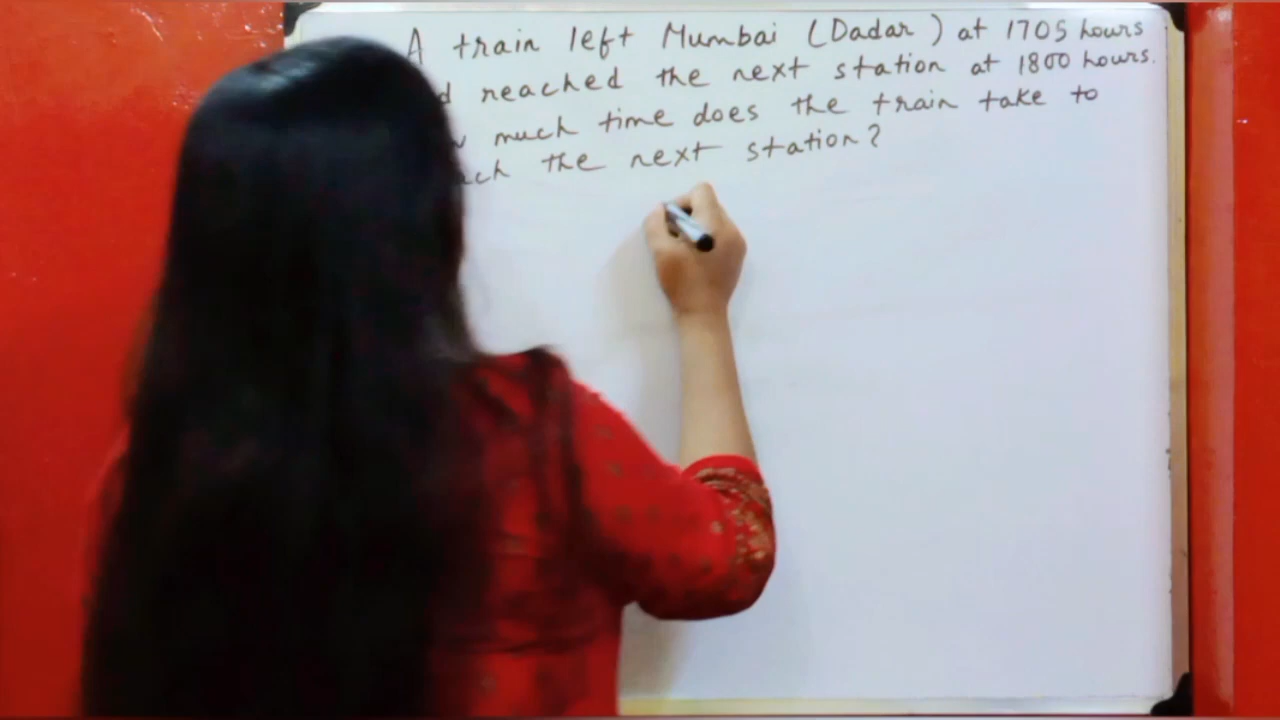 A train left Mumbai (Dadar) at 1705 hours
reached the next station at 1800 hours.
much time does the train take to
the next station?